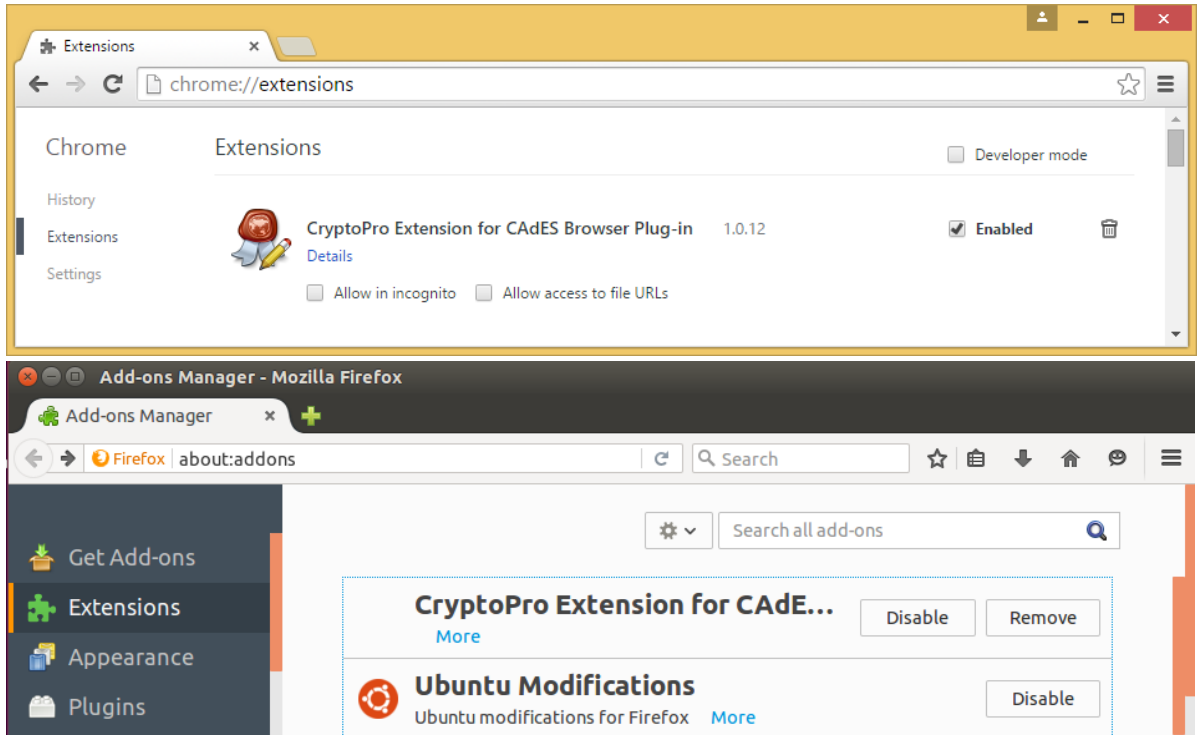 Extensions
chrome://extensions
Chrome
Extensions
Developer mode
History
Extensions
Settings
CryptoPro Extension for CAdES Browser Plug-in 1.0.12
Enabled
Details
Allow in incognito Allow access to file URLs
Add-ons Manager - Mozilla Firefox
Add-ons Manager
Firefox about:addons
Search
Search all add-ons
Get Add-ons
Extensions
Appearance
Plugins
CryptoPro Extension for CAdE...
More
Disable Remove
Ubuntu Modifications
Ubuntu modifications for Firefox More
Disable